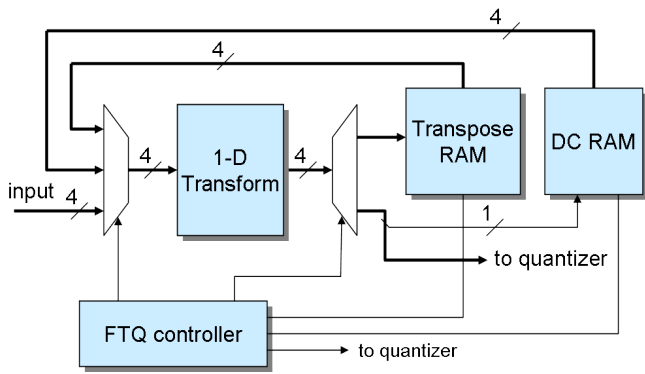 4
4
Transpose
RAM
DC RAM
1-D
Transform
4
4
input
4
1
to quantizer
FTQ controller
to quantizer